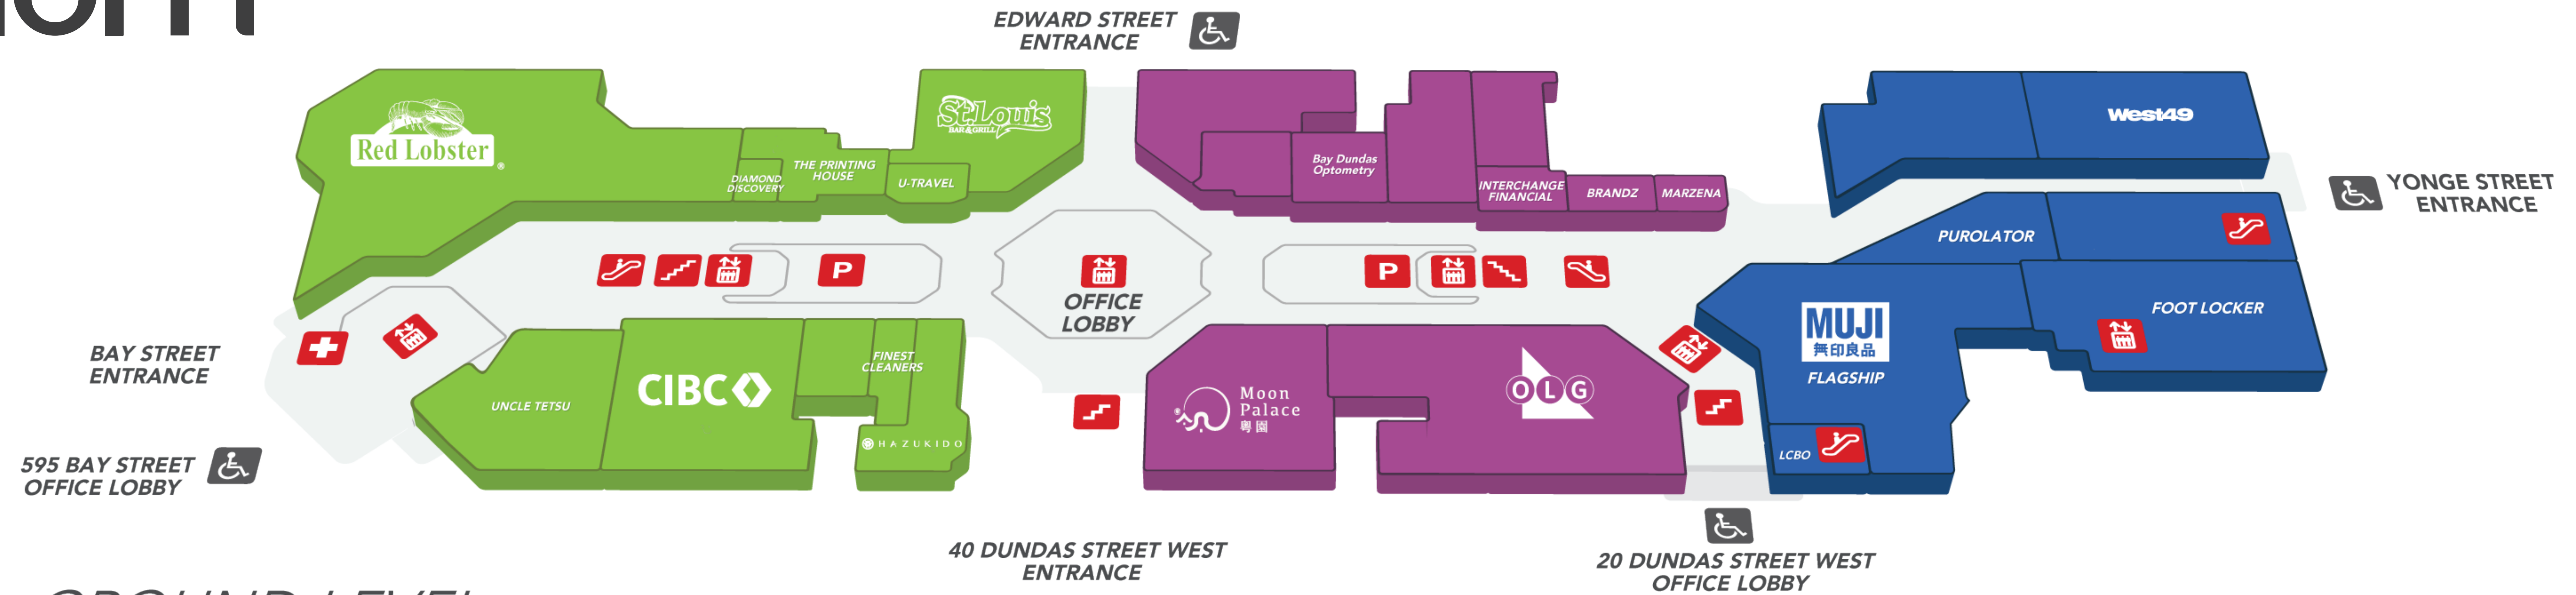 EDWARD STREET
ENTRANCE
Red Lobster
®
DIAMOND
DISCOVERY
THE PRINTING
HOUSE
U-TRAVEL
St. Louis
BAR & GRILL
Bay Dundas
Optometry
INTERCHANGE
FINANCIAL
BRANDZ
MARZENA
West49
YONGE STREET
ENTRANCE
PUROLATOR
P
OFFICE
LOBBY
P
FOOT LOCKER
MUJI
無印良品
FLAGSHIP
LCBO
BAY STREET
ENTRANCE
UNCLE TETSU
CIBC
FINEST
CLEANERS
HAZUKIDO
Moon
Palace
粤園
OLG
595 BAY STREET
OFFICE LOBBY
40 DUNDAS STREET WEST
ENTRANCE
20 DUNDAS STREET WEST
OFFICE LOBBY
GROUND LEVEL